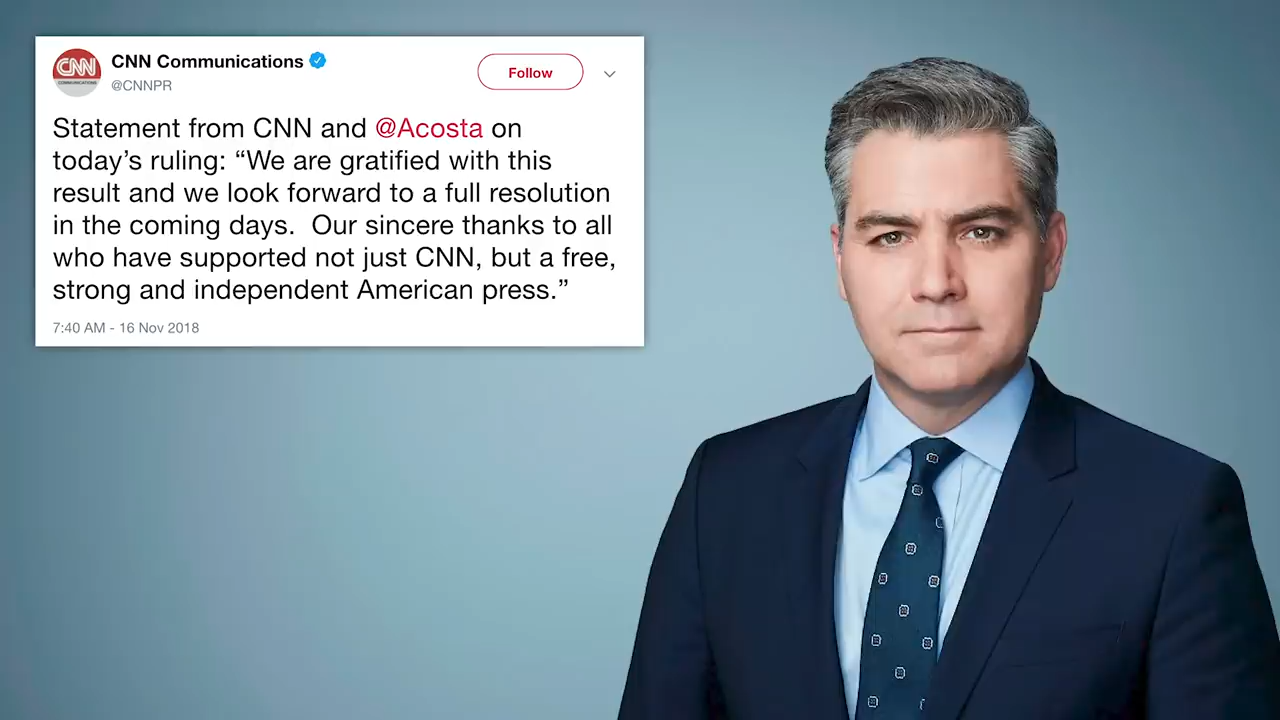 CNN
COMMUNICATIONS
CNN Communications
@CNNPR
Follow
Statement from CNN and @Acosta on
today’s ruling: “We are gratified with this
result and we look forward to a full resolution
in the coming days.  Our sincere thanks to all
who have supported not just CNN, but a free,
strong and independent American press.”
7:40 AM - 16 Nov 2018